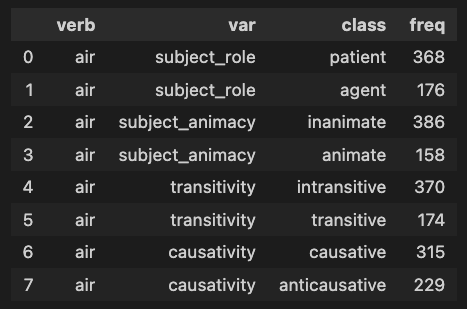 verb var class freq
0 air subject_role patient 368
1 air subject_role agent 176
2 air subject_animacy inanimate 386
3 air subject_animacy animate 158
4 air transitivity intransitive 370
5 air transitivity transitive 174
6 air causativity causative 315
7 air causativity anticausative 229